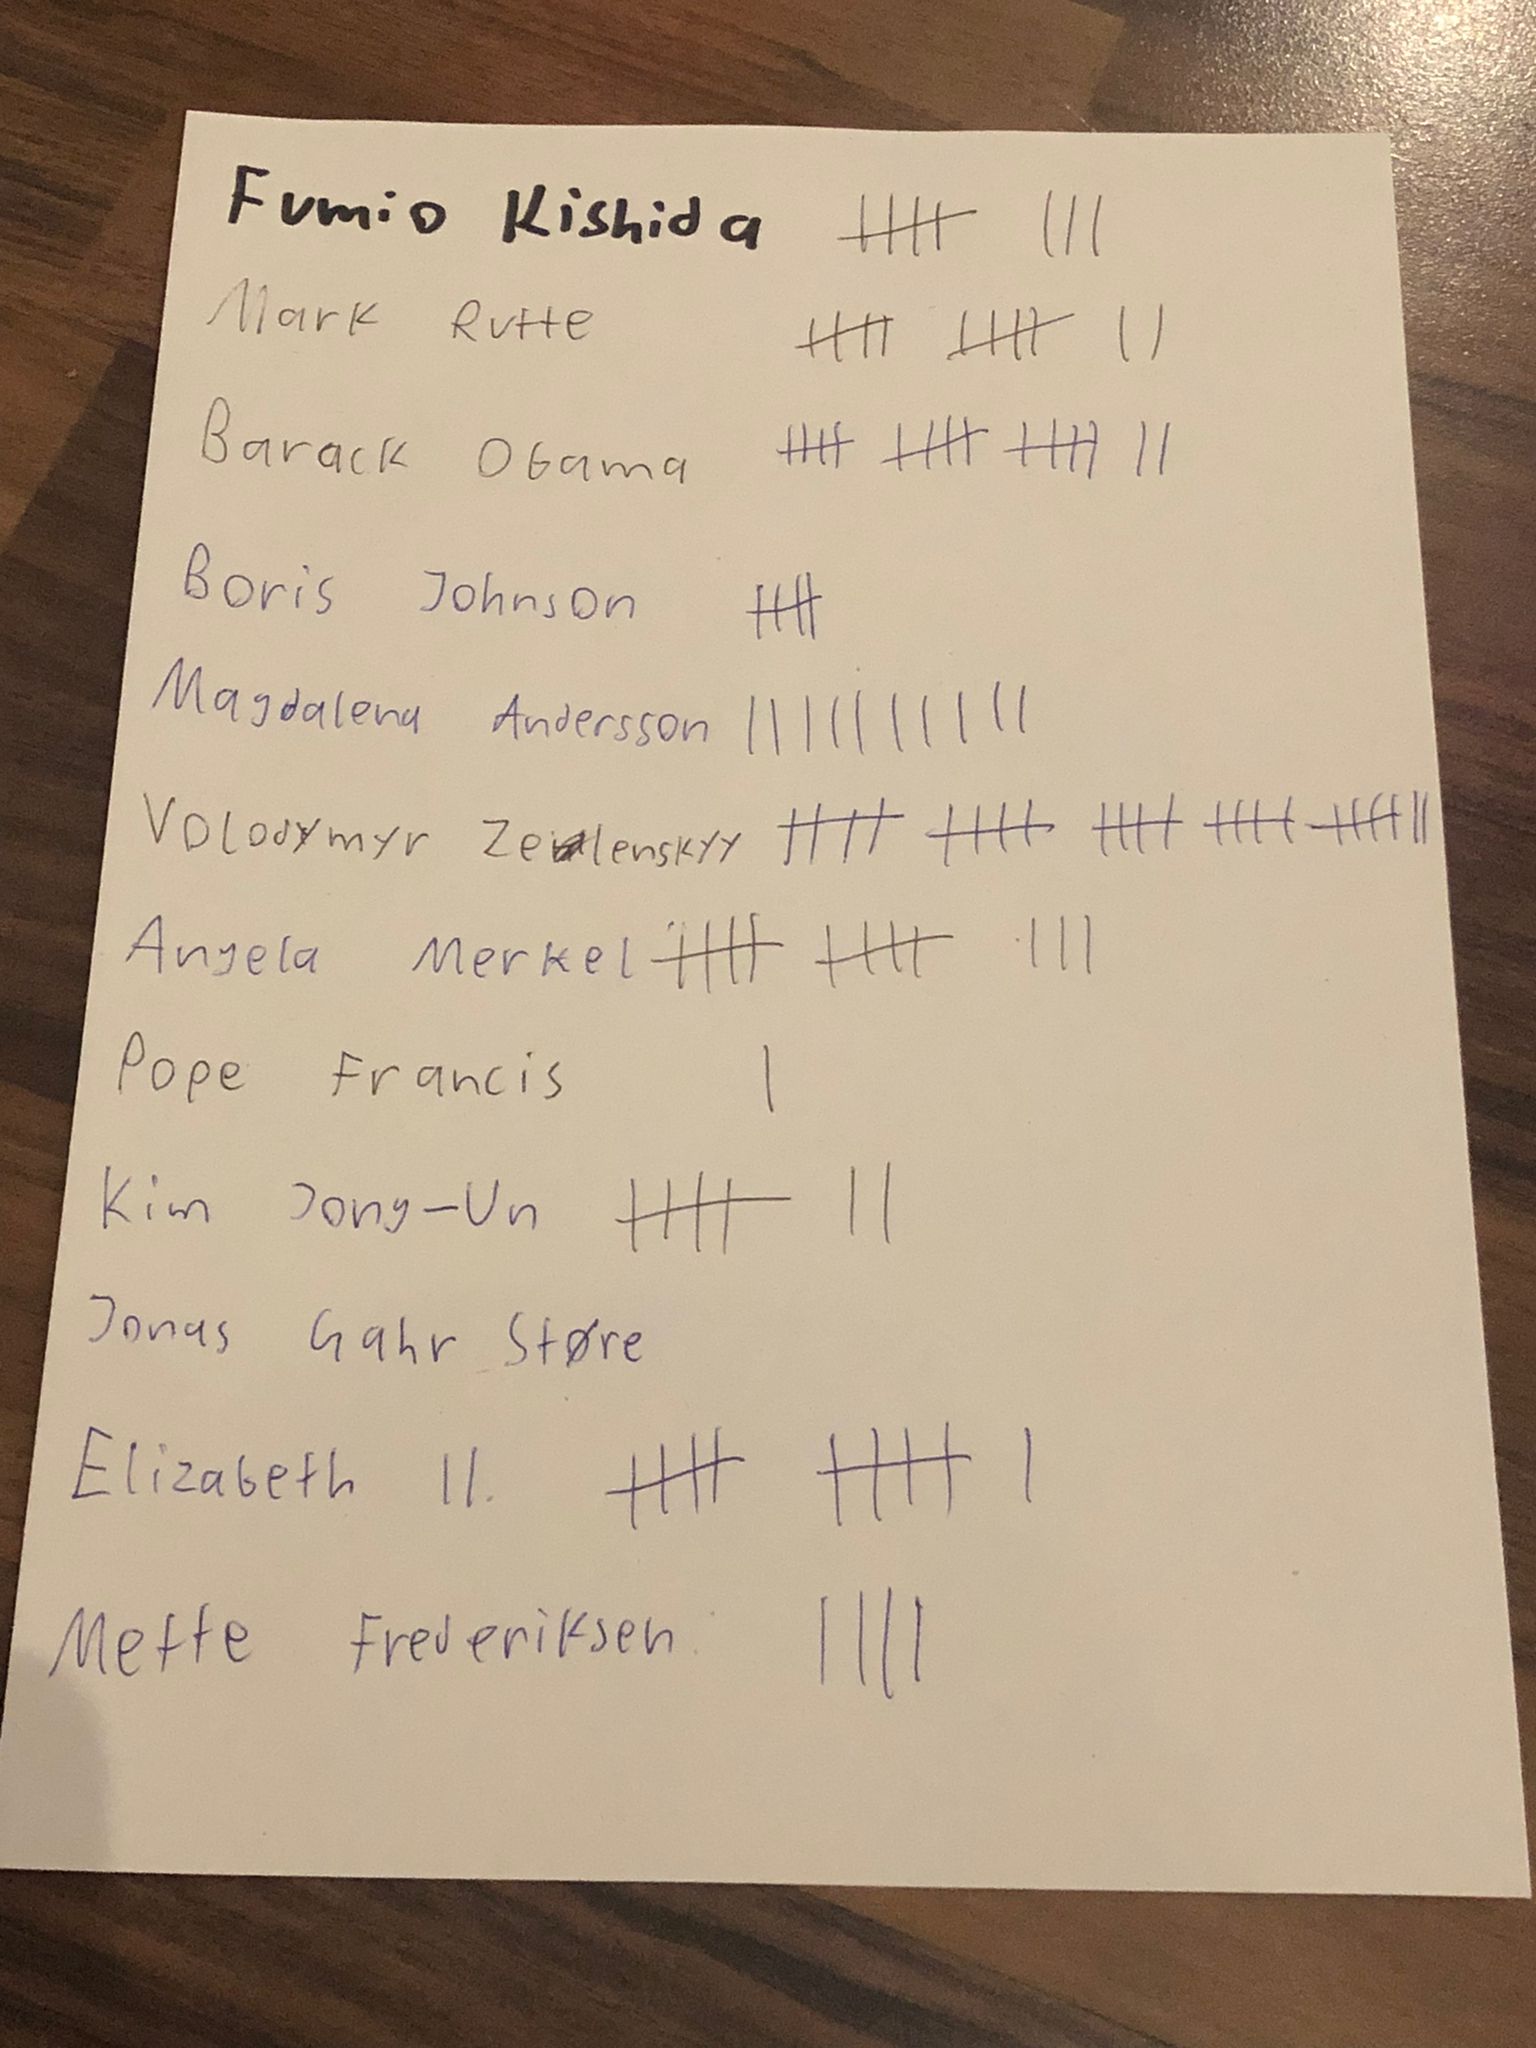 Fumio Kishida 卌 |||
Mark Rutte 卌 卌 ||
Barack Obama 卌 卌 卌 ||
Boris Johnson 卌
Magdalena Andersson |||||||||||
Volodymyr Zelenskyy 卌 卌 卌 卌 卌 ||
Angela Merkel 卌 卌 |||
Pope Francis |
Kim Jong-Un 卌 ||
Jonas Gahr Støre
Elizabeth II. 卌 卌 |
Mette Frederiksen ||||